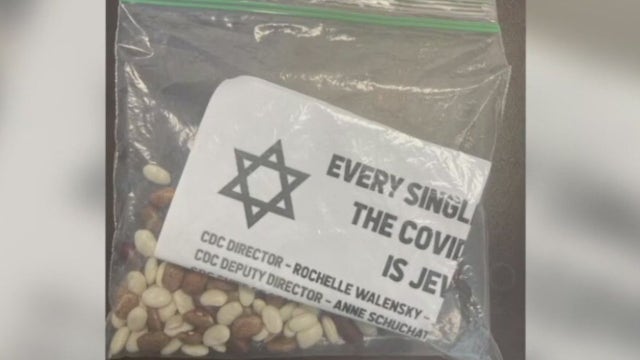 EVERY SINGL
THE COVID
IS JEW
CDC DIRECTOR - ROCHELLE WALENSKY -
CDC DEPUTY DIRECTOR - ANNE SCHUCHAT